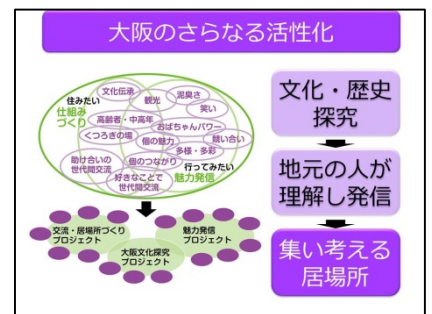 大阪のさらなる活性化
文化伝承
観光
泥臭さ
笑い
住みたい
仕組み
づくり
高齢者・中高年
おばちゃんパワー
くつろぎの場
個の魅力
競い合い
多様・多彩
助け合いの
世代間交流
個のつながり
行ってみたい
魅力発信
好きなことで
世代間交流
交流・居場所づくり
プロジェクト
魅力発信
プロジェクト
大阪文化探究
プロジェクト
文化・歴史
探究
地元の人が
理解し発信
集い考える
居場所